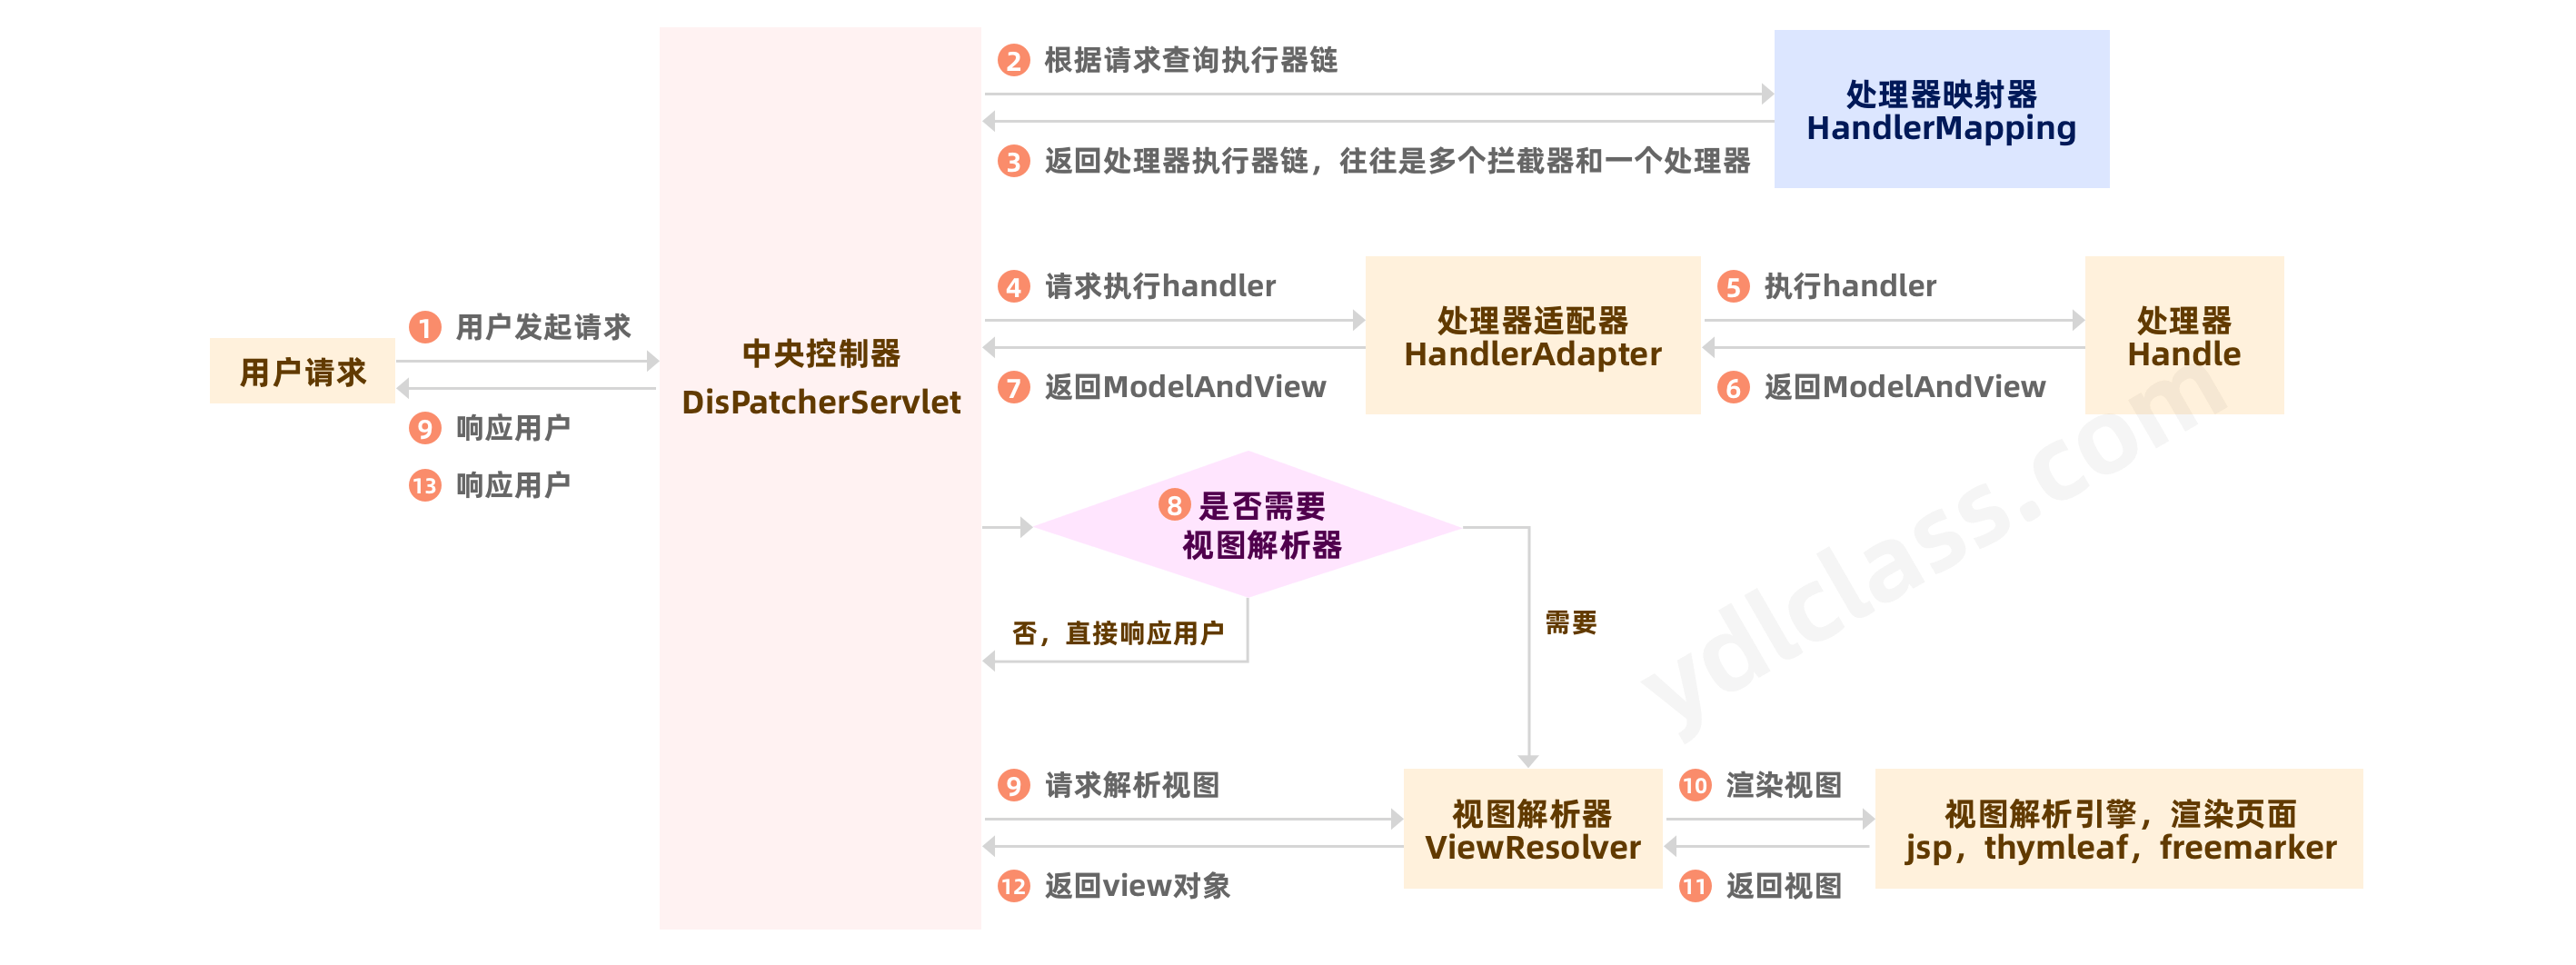 2 根据请求查询执行器链
处理器映射器
HandlerMapping
3 返回处理器执行器链，往往是多个拦截器和一个处理器
1 用户发起请求
用户请求
9 响应用户
13 响应用户
中央控制器
DisPatcherServlet
4 请求执行handler
处理器适配器
HandlerAdapter
7 返回ModelAndView
5 执行handler
处理器
Handle
6 返回ModelAndView
8 是否需要
视图解析器
否，直接响应用户
需要
9 请求解析视图
视图解析器
ViewResolver
12 返回view对象
10 渲染视图
视图解析引擎，渲染页面
jsp，thymleaf，freemarker
11 返回视图
ydlclass.com